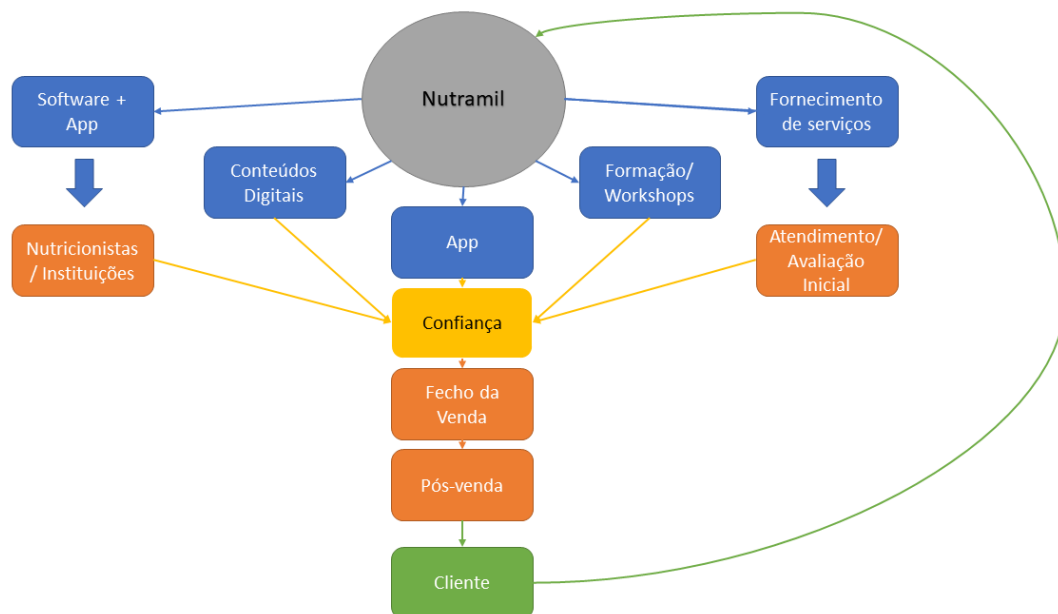 Nutramil
Software +
App
Fornecimento
de serviços
Conteúdos
Digitais
Formação/
Workshops
App
Nutricionistas
/ Instituições
Atendimento/
Avaliação
Inicial
Confiança
Fecho da
Venda
Pós-venda
Cliente